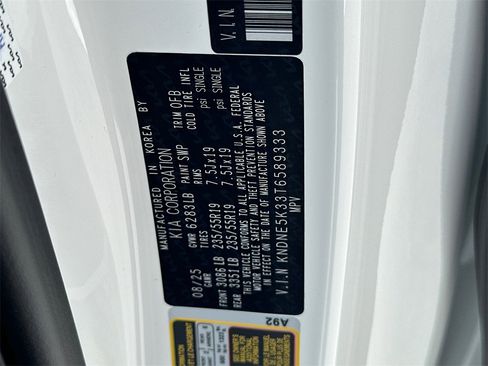 MANUFACTURED IN KOREA BY
KIA CORPORATION
08/25 GVWR 6283LB PAINT SWP TRIM OFB
GAWR TIRES RIMS COLD TIRE INFL
FRONT 3086 LB 235/55R19 7.5Jx19 psi SINGLE
REAR 3351 LB 235/55R19 7.5Jx19 psi SINGLE
THIS VEHICLE CONFORMS TO ALL APPLICABLE U.S.A. FEDERAL
MOTOR VEHICLE SAFETY AND THEFT PREVENTION STANDARDS
IN EFFECT ON THE DATE OF MANUFACTURE SHOWN ABOVE
V.I.N KNDNE5K33T6589333
MPV
V.I.N.
A92